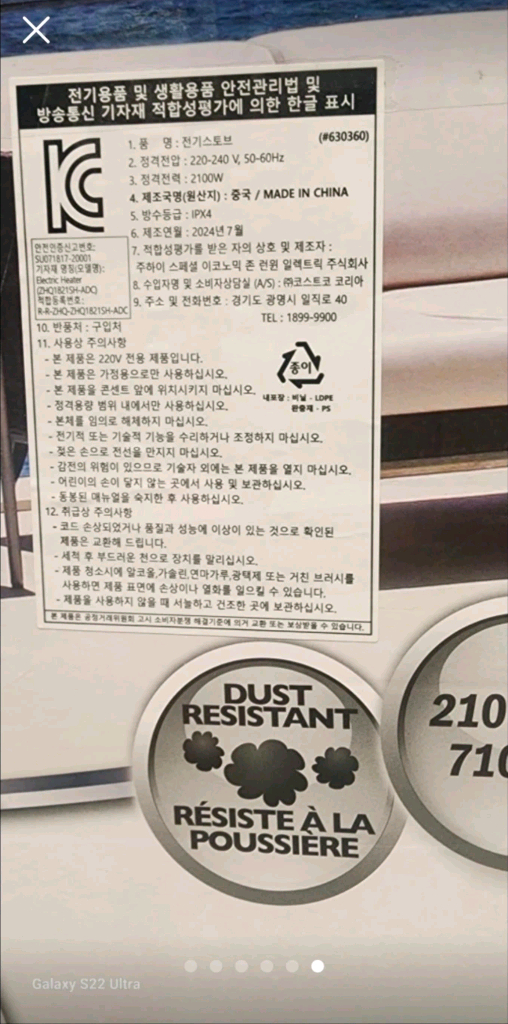 전기용품 및 생활용품 안전관리법 및
방송통신 기자재 적합성평가에 의한 한글 표시
KC
안전인증신고번호:
SU071817-20001
기자재 명칭(모델명):
Electric Heater
(ZHQ1821SH-ADC)
적합등록번호:
R-R-ZHQ-ZHQ1821SH-ADC
1. 품 명 : 전기스토브 (#630360)
2. 정격전압 : 220-240 V, 50-60Hz
3. 정격전력 : 2100W
4. 제조국명(원산지) : 중국 / MADE IN CHINA
5. 방수등급 : IPX4
6. 제조연월 : 2024년 7월
7. 적합성평가를 받은 자의 상호 및 제조자 :
주하이 스페셜 이코노믹 존 런윈 일렉트릭 주식회사
8. 수입자명 및 소비자상담실 (A/S) : ㈜코스트코 코리아
9. 주소 및 전화번호 : 경기도 광명시 일직로 40
TEL : 1899-9900
10. 반품처 : 구입처
11. 사용상 주의사항
- 본 제품은 220V 전용 제품입니다.
- 본 제품은 가정용으로만 사용하십시오.
- 본 제품을 콘센트 앞에 위치시키지 마십시오.
- 정격용량 범위 내에서만 사용하십시오.
- 본체를 임의로 해체하지 마십시오.
- 전기적 또는 기술적 기능을 수리하거나 조정하지 마십시오.
- 젖은 손으로 전선을 만지지 마십시오.
- 감전의 위험이 있으므로 기술자 외에는 본 제품을 열지 마십시오.
- 어린이의 손이 닿지 않는 곳에서 사용 및 보관하십시오.
- 동봉된 매뉴얼을 숙지한 후 사용하십시오.
종이
내포장 : 비닐 - LDPE
완충재 - PS
12. 취급상 주의사항
- 코드 손상되었거나 품질과 성능에 이상이 있는 것으로 확인된
제품은 교환해 드립니다.
- 세척 후 부드러운 천으로 장치를 말리십시오.
- 제품 청소시에 알코올,가솔린,연마가루,광택제 또는 거친 브러시를
사용하면 제품 표면에 손상이나 열화를 일으킬 수 있습니다.
- 제품을 사용하지 않을 때 서늘하고 건조한 곳에 보관하십시오.
본 제품은 공정거래위원회 고시 소비자분쟁 해결기준에 의거 교환 또는 보상받을 수 있습니다.
DUST
RESISTANT
RÉSISTE À LA
POUSSIÈRE
210
710
Galaxy S22 Ultra